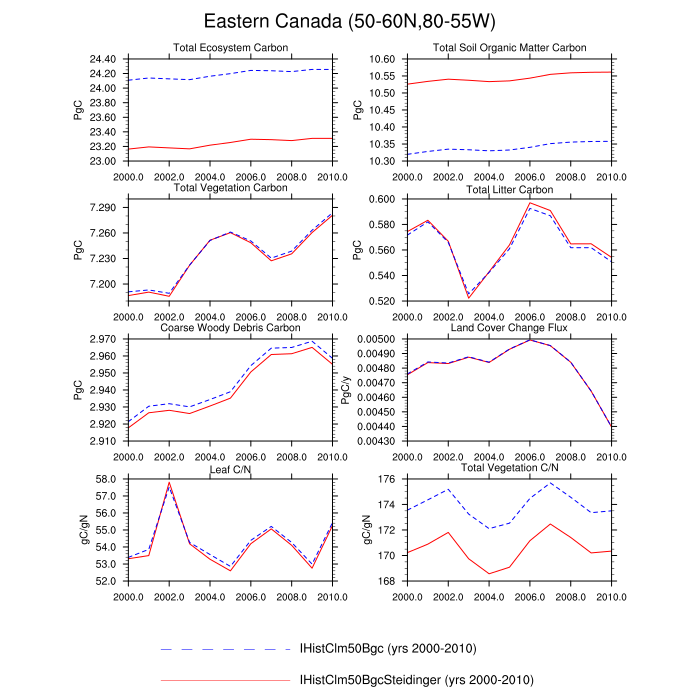 Eastern Canada (50-60N,80-55W)
Total Ecosystem Carbon
PgC
24.40
24.20
24.00
23.80
23.60
23.40
23.20
23.00
2000.0 2002.0 2004.0 2006.0 2008.0 2010.0
Total Soil Organic Matter Carbon
PgC
10.60
10.55
10.50
10.45
10.40
10.35
10.30
2000.0 2002.0 2004.0 2006.0 2008.0 2010.0
Total Vegetation Carbon
PgC
7.290
7.260
7.230
7.200
2000.0 2002.0 2004.0 2006.0 2008.0 2010.0
Total Litter Carbon
PgC
0.600
0.580
0.560
0.540
0.520
2000.0 2002.0 2004.0 2006.0 2008.0 2010.0
Coarse Woody Debris Carbon
PgC
2.970
2.960
2.950
2.940
2.930
2.920
2.910
2000.0 2002.0 2004.0 2006.0 2008.0 2010.0
Land Cover Change Flux
PgC/y
0.00500
0.00490
0.00480
0.00470
0.00460
0.00450
0.00440
0.00430
2000.0 2002.0 2004.0 2006.0 2008.0 2010.0
Leaf C/N
gC/gN
58.0
57.0
56.0
55.0
54.0
53.0
52.0
2000.0 2002.0 2004.0 2006.0 2008.0 2010.0
Total Vegetation C/N
gC/gN
176
174
172
170
168
2000.0 2002.0 2004.0 2006.0 2008.0 2010.0
IHistClm50Bgc (yrs 2000-2010)
IHistClm50BgcSteidinger (yrs 2000-2010)